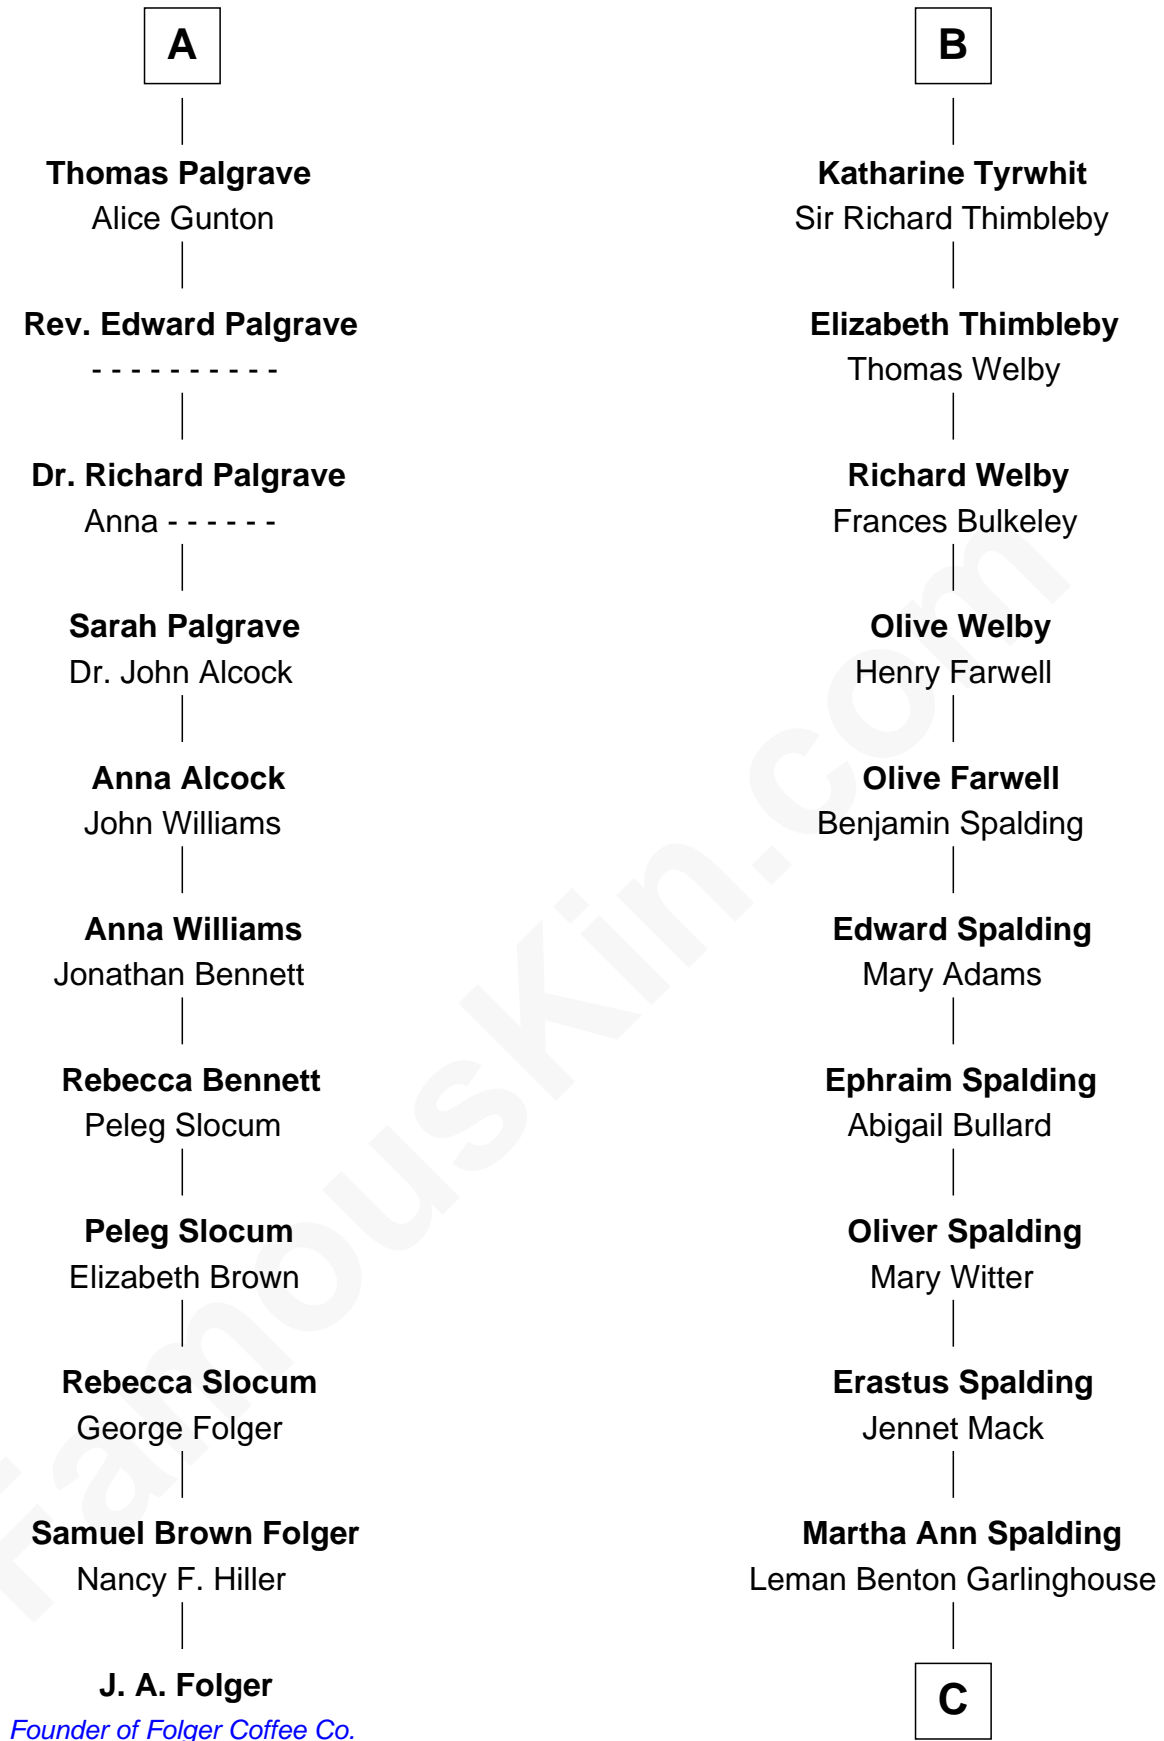 A
Thomas Palgrave
Alice Gunton
Rev. Edward Palgrave
- - - - - - - - - -
Dr. Richard Palgrave
Anna - - - - - -
Sarah Palgrave
Dr. John Alcock
Anna Alcock
John Williams
Anna Williams
Jonathan Bennett
Rebecca Bennett
Peleg Slocum
Peleg Slocum
Elizabeth Brown
Rebecca Slocum
George Folger
Samuel Brown Folger
Nancy F. Hiller
J. A. Folger
Founder of Folger Coffee Co.
B
Katharine Tyrwhit
Sir Richard Thimbleby
Elizabeth Thimbleby
Thomas Welby
Richard Welby
Frances Bulkeley
Olive Welby
Henry Farwell
Olive Farwell
Benjamin Spalding
Edward Spalding
Mary Adams
Ephraim Spalding
Abigail Bullard
Oliver Spalding
Mary Witter
Erastus Spalding
Jennet Mack
Martha Ann Spalding
Leman Benton Garlinghouse
C
FamousKin.com